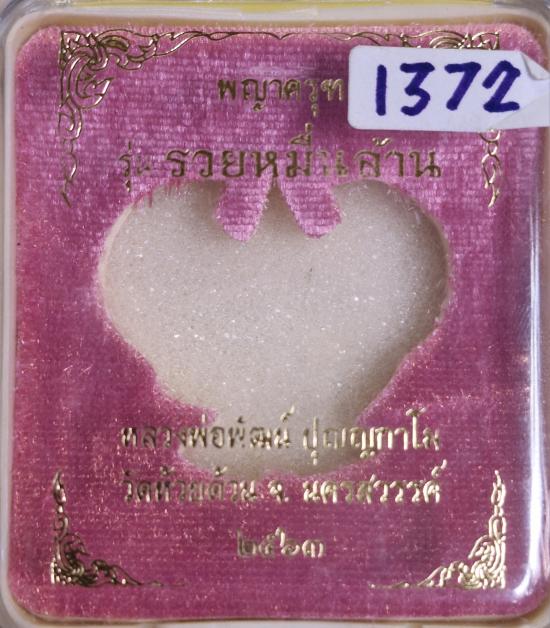 พญาครุฑ
1372
รุ่น รวยหมื่นล้าน
หลวงพ่อพัฒน์ ปุญญกาโม
วัดห้วยด้วน จ. นครสวรรค์
๒๕๖๓